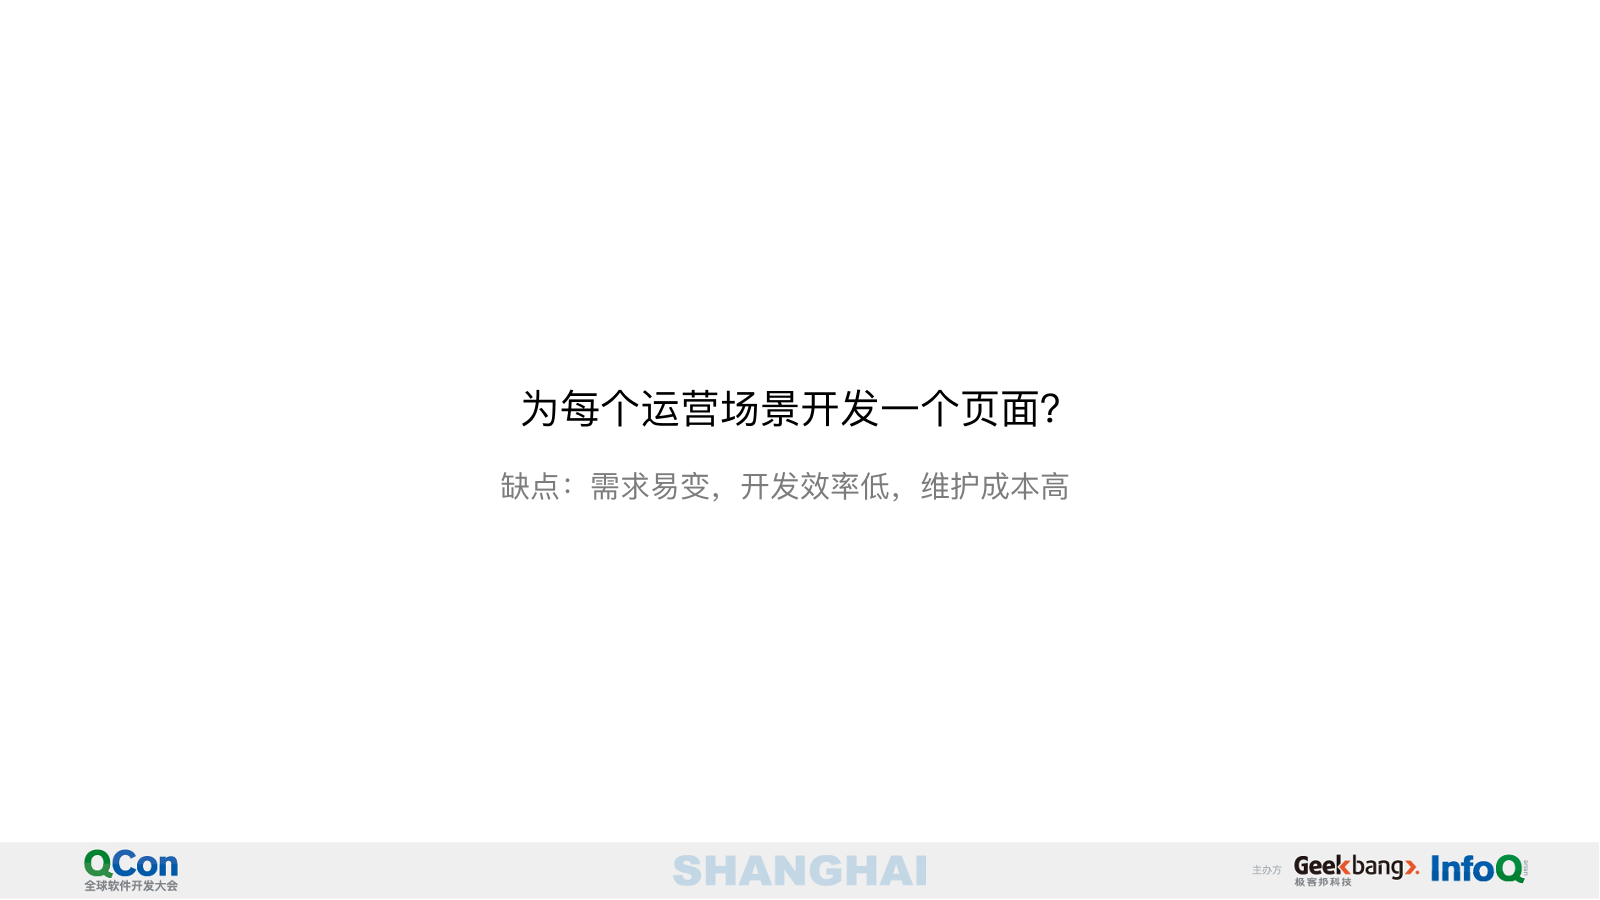 为每个运营场景开发一个页面？
缺点：需求易变，开发效率低，维护成本高
QCon
全球软件开发大会
SHANGHAI
主办方
Geekbang
极客邦科技
InfoQ